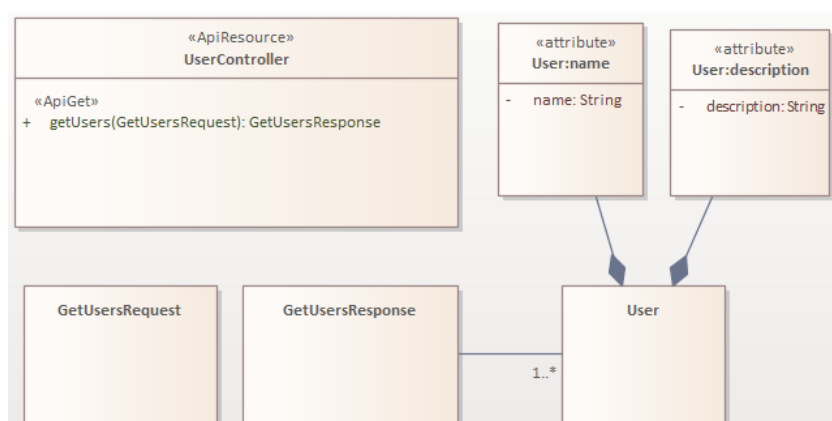 «ApiResource»
UserController
«ApiGet»
+ getUsers(GetUsersRequest): GetUsersResponse
«attribute»
User:name
- name: String
«attribute»
User:description
- description: String
GetUsersRequest
GetUsersResponse
User
1..*